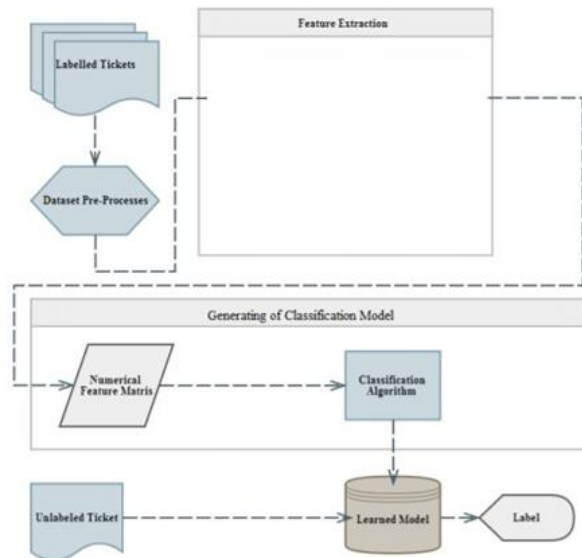 Feature Extraction
Labelled Tickets
Dataset Pre-Processes
Generating of Classification Model
Numerical
Feature Matris
Classification
Algorithm
Unlabeled Ticket
Learned Model
Label